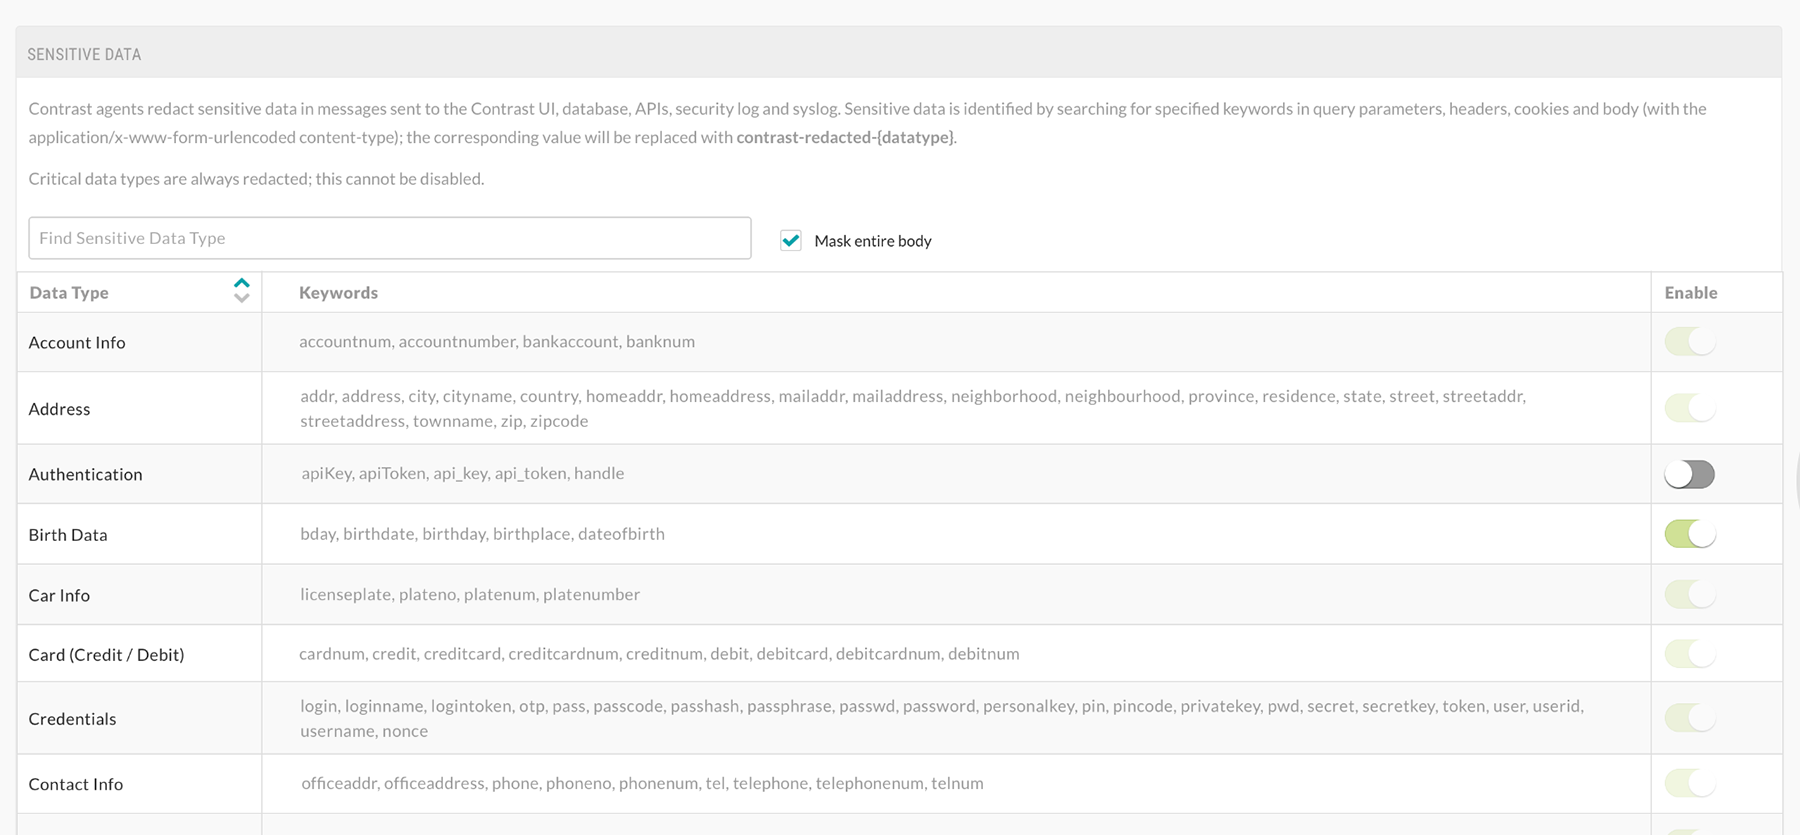 SENSITIVE DATA
Contrast agents redact sensitive data in messages sent to the Contrast UI, database, APIs, security log and syslog. Sensitive data is identified by searching for specified keywords in query parameters, headers, cookies and body (with the
application/x-www-form-urlencoded content-type); the corresponding value will be replaced with contrast-redacted-{datatype}.
Critical data types are always redacted; this cannot be disabled.
Find Sensitive Data Type
Mask entire body
Data Type
Keywords
Enable
Account Info
accountnum, accountnumber, bankaccount, banknum
Address
addr, address, city, cityname, country, homeaddr, homeaddress, mailaddr, mailaddress, neighborhood, neighbourhood, province, residence, state, street, streetaddr,
streetaddress, townname, zip, zipcode
Authentication
apiKey, apiToken, api_key, api_token, handle
Birth Data
bday, birthdate, birthday, birthplace, dateofbirth
Car Info
licenseplate, plateno, platenum, platenumber
Card (Credit / Debit)
cardnum, credit, creditcard, creditcardnum, creditnum, debit, debitcard, debitcardnum, debitnum
Credentials
login, loginname, logintoken, otp, pass, passcode, passhash, passphrase, passwd, password, personalkey, pin, pincode, privatekey, pwd, secret, secretkey, token, user, userid,
username, nonce
Contact Info
officeaddr, officeaddress, phone, phoneno, phonenum, tel, telephone, telephonenum, telnum